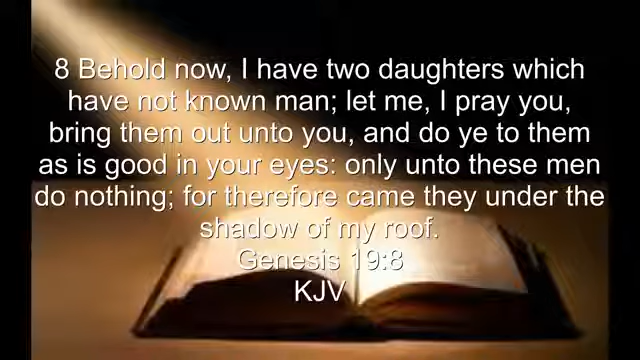 8 Behold now, I have two daughters which
have not known man; let me, I pray you,
bring them out unto you, and do ye to them
as is good in your eyes: only unto these men
do nothing; for therefore came they under the
shadow of my roof.
Genesis 19:8
KJV